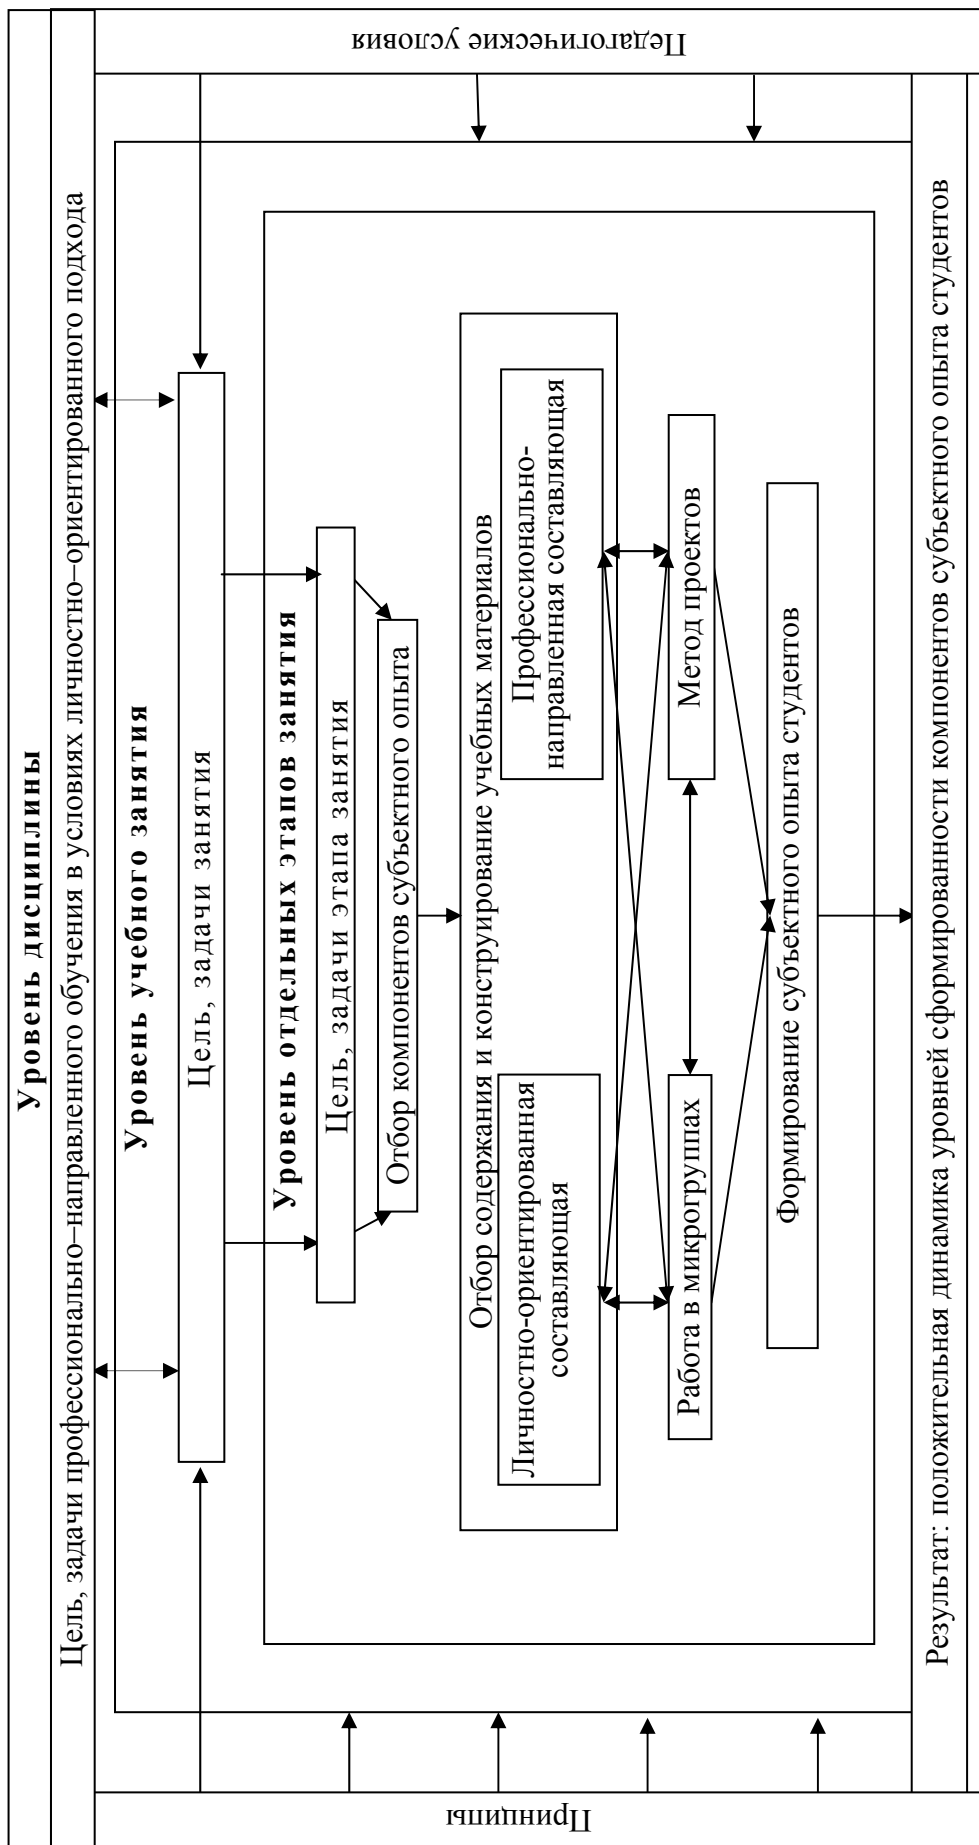 Уровень дисциплины
Цель, задачи профессионально–направленного обучения в условиях личностно–ориентированного подхода
Принципы
Педагогические условия
Уровень учебного занятия
Цель, задачи занятия
Уровень отдельных этапов занятия
Цель, задачи этапа занятия
Отбор компонентов субъектного опыта
Отбор содержания и конструирование учебных материалов
Личностно-ориентированная
составляющая
Профессионально-
направленная составляющая
Работа в микрогруппах
Метод проектов
Формирование субъектного опыта студентов
Результат: положительная динамика уровней сформированности компонентов субъектного опыта студентов